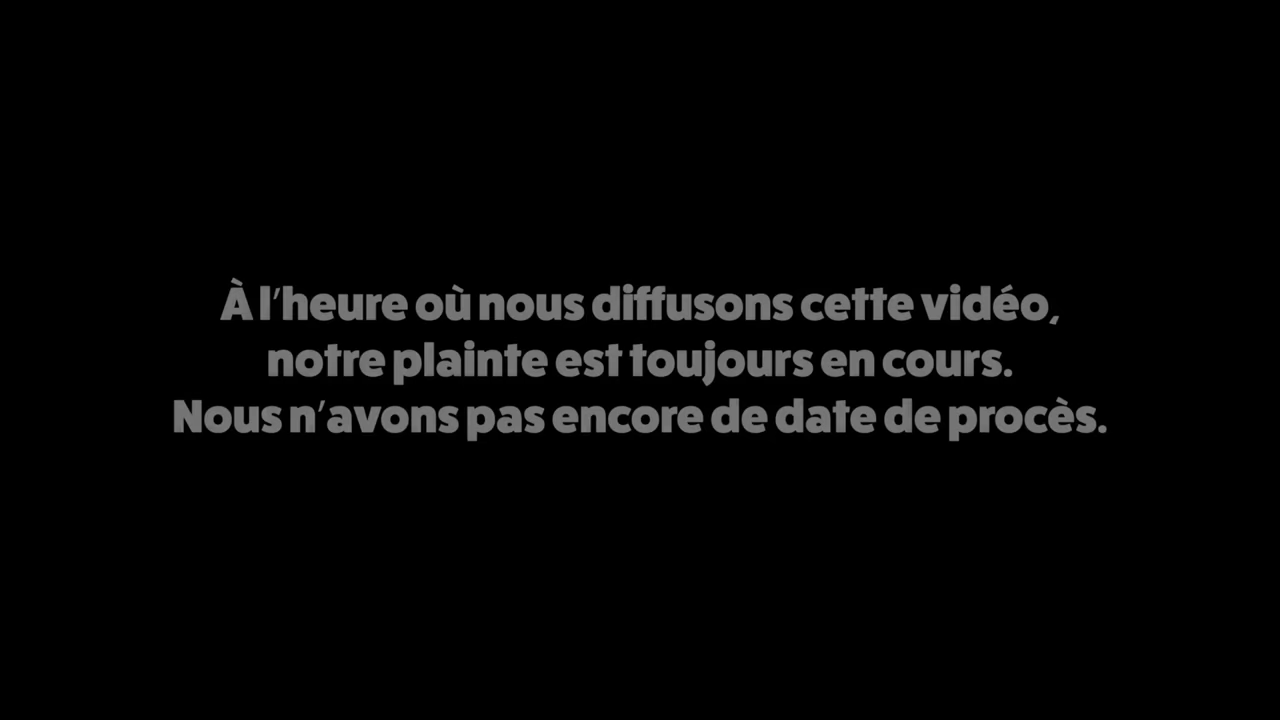 À l'heure où nous diffusons cette vidéo,
notre plainte est toujours en cours.
Nous n'avons pas encore de date de procès.